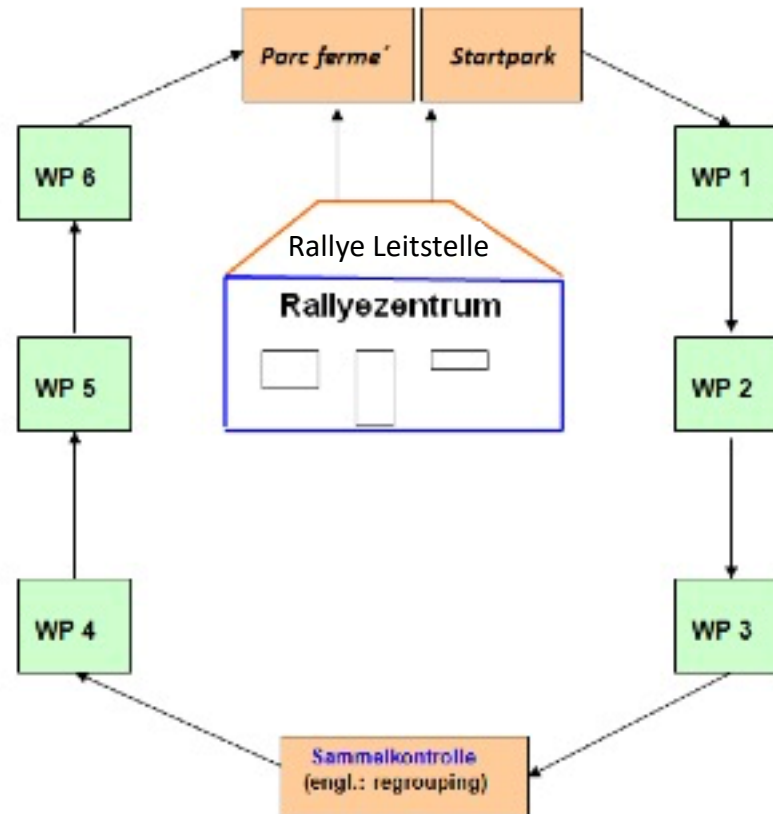 Parc ferme´
Startpark
WP 6
WP 1
Rallye Leitstelle
Rallyezentrum
WP 5
WP 2
WP 4
WP 3
Sammelkontrolle
(engl.: regrouping)